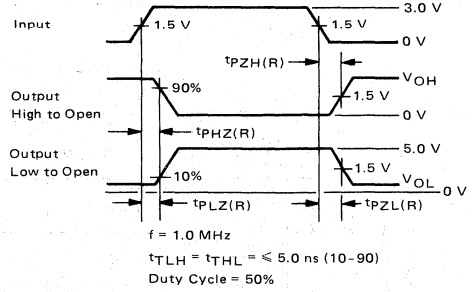 3.0 V
Input
1.5 V
1.5 V
0 V
tPZH(R)
VOH
90%
Output
High to Open
1.5 V
0 V
tPHZ(R)
Output
Low to Open
5.0 V
10%
1.5 V
VOL
0 V
tPLZ(R)
tPZL(R)
f = 1.0 MHz
tTLH = tTHL = ≤ 5.0 ns (10-90)
Duty Cycle = 50%